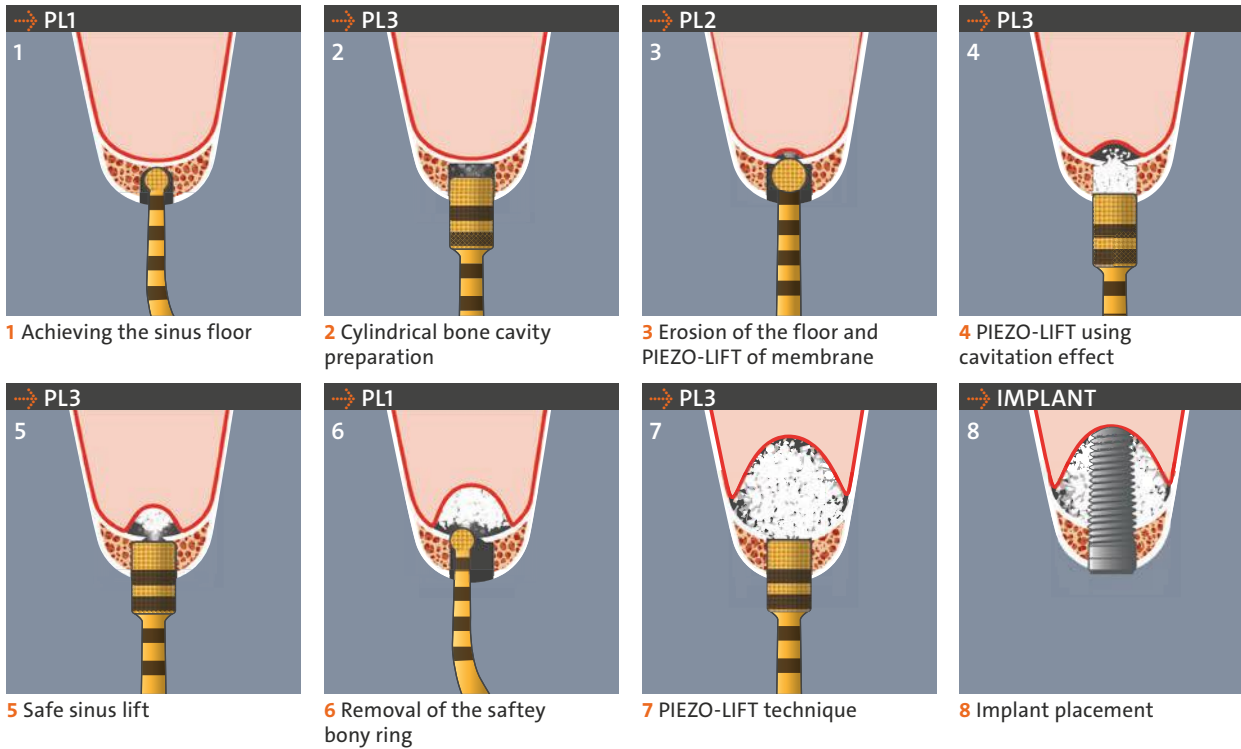 PL1
1
1 Achieving the sinus floor
PL3
2
2 Cylindrical bone cavity
preparation
PL2
3
3 Erosion of the floor and
PIEZO-LIFT of membrane
PL3
4
4 PIEZO-LIFT using
cavitation effect
PL3
5
5 Safe sinus lift
PL1
6
6 Removal of the saftey
bony ring
PL3
7
7 PIEZO-LIFT technique
IMPLANT
8
8 Implant placement